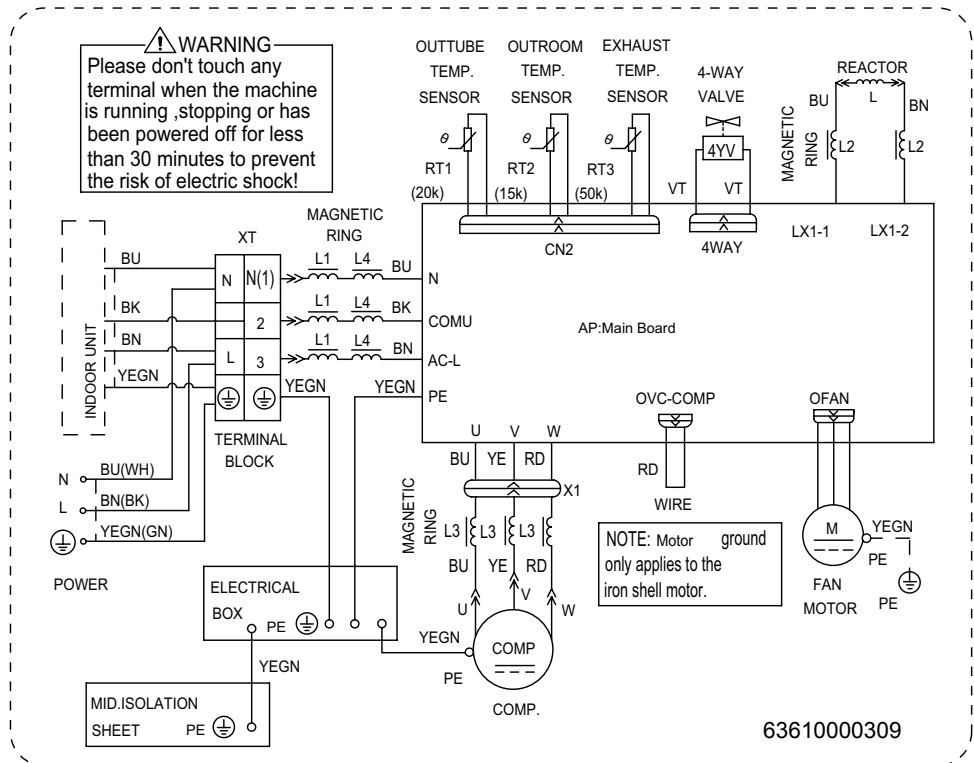 WARNING
Please don't touch any
terminal when the machine
is running ,stopping or has
been powered off for less
than 30 minutes to prevent
the risk of electric shock!
OUTTUBE
TEMP.
SENSOR
OUTROOM
TEMP.
SENSOR
EXHAUST
TEMP.
SENSOR
4-WAY
VALVE
REACTOR
L
BU
BN
MAGNETIC
RING
L2
L2
θ
RT1
(20k)
θ
RT2
(15k)
θ
RT3
(50k)
4YV
VT
VT
CN2
4WAY
LX1-1
LX1-2
INDOOR UNIT
BU
BK
BN
YEGN
XT
N
N(1)
2
L
3
TERMINAL
BLOCK
MAGNETIC
RING
L1
L4
BU
N
L1
L4
BK
COMU
L1
L4
BN
AC-L
YEGN
YEGN
PE
AP:Main Board
OVC-COMP
OFAN
RD
WIRE
U
V
W
BU
YE
RD
X1
MAGNETIC
RING
L3
L3
L3
BU
YE
RD
U
V
W
COMP
COMP.
YEGN
PE
N
BU(WH)
L
BN(BK)
YEGN(GN)
POWER
ELECTRICAL
BOX
PE
YEGN
MID.ISOLATION
SHEET
PE
NOTE: Motor ground
only applies to the
iron shell motor.
M
FAN
MOTOR
YEGN
PE
PE
63610000309